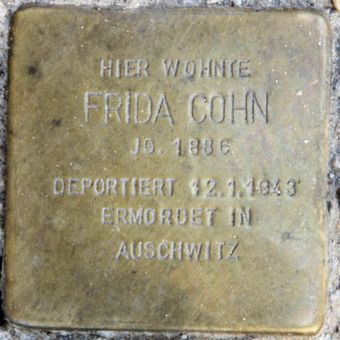 HIER WOHNTE
FRIDA COHN
JG. 1886
DEPORTIERT 12.1.1943
ERMORDET IN
AUSCHWITZ